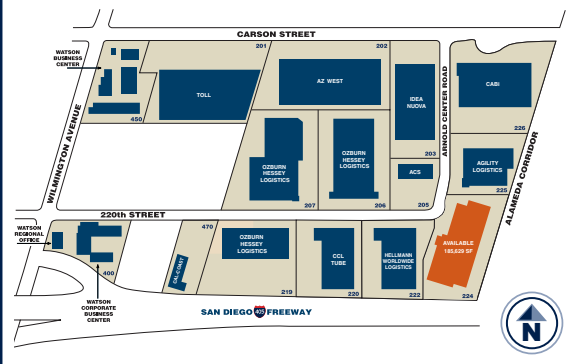 CARSON STREET
WATSON
BUSINESS
CENTER
201
202
TOLL
AZ WEST
IDEA
NUOVA
CABi
450
WILMINGTON AVENUE
ARNOLD CENTER ROAD
ALAMEDA CORRIDOR
226
OZBURN
HESSEY
LOGISTICS
OZBURN
HESSEY
LOGISTICS
203
ACS
AGILITY
LOGISTICS
225
207
206
205
220th STREET
WATSON
REGIONAL
OFFICE
470
OZBURN
HESSEY
LOGISTICS
CCL
TUBE
HELLMANN
WORLDWIDE
LOGISTICS
AVAILABLE
185,629 SF
CAL-COAST
400
219
220
222
224
WATSON
CORPORATE
BUSINESS
CENTER
SAN DIEGO 405 FREEWAY
N